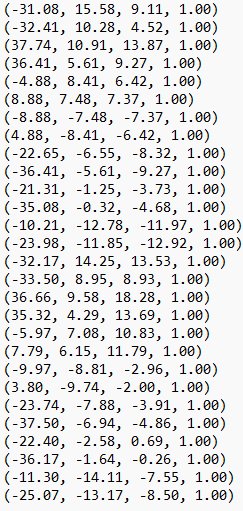 (-31.08, 15.58, 9.11, 1.00)
(-32.41, 10.28, 4.52, 1.00)
(37.74, 10.91, 13.87, 1.00)
(36.41, 5.61, 9.27, 1.00)
(-4.88, 8.41, 6.42, 1.00)
(8.88, 7.48, 7.37, 1.00)
(-8.88, -7.48, -7.37, 1.00)
(4.88, -8.41, -6.42, 1.00)
(-22.65, -6.55, -8.32, 1.00)
(-36.41, -5.61, -9.27, 1.00)
(-21.31, -1.25, -3.73, 1.00)
(-35.08, -0.32, -4.68, 1.00)
(-10.21, -12.78, -11.97, 1.00)
(-23.98, -11.85, -12.92, 1.00)
(-32.17, 14.25, 13.53, 1.00)
(-33.50, 8.95, 8.93, 1.00)
(36.66, 9.58, 18.28, 1.00)
(35.32, 4.29, 13.69, 1.00)
(-5.97, 7.08, 10.83, 1.00)
(7.79, 6.15, 11.79, 1.00)
(-9.97, -8.81, -2.96, 1.00)
(3.80, -9.74, -2.00, 1.00)
(-23.74, -7.88, -3.91, 1.00)
(-37.50, -6.94, -4.86, 1.00)
(-22.40, -2.58, 0.69, 1.00)
(-36.17, -1.64, -0.26, 1.00)
(-11.30, -14.11, -7.55, 1.00)
(-25.07, -13.17, -8.50, 1.00)